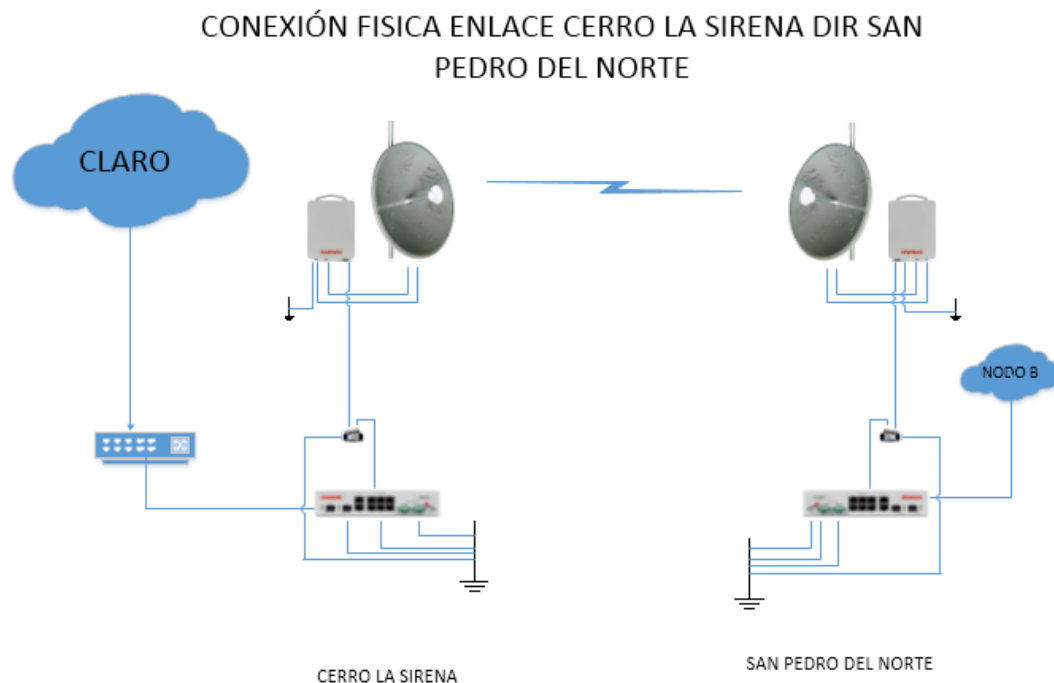 CONEXIÓN FISICA ENLACE CERRO LA SIRENA DIR SAN
PEDRO DEL NORTE
CLARO
NODO B
CERRO LA SIRENA
SAN PEDRO DEL NORTE